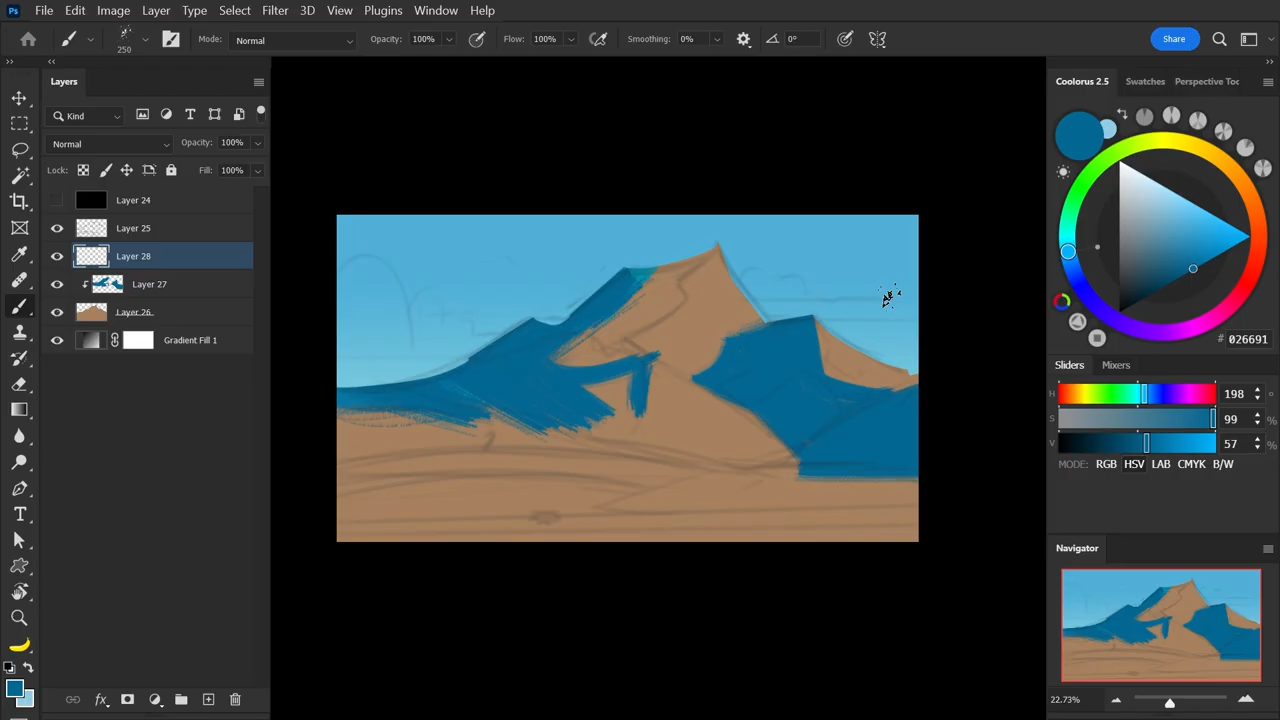 Ps File Edit Image Layer Type Select Filter 3D View Plugins Window Help
250 Mode: Normal Opacity: 100% Flow: 100% Smoothing: 0% 0° Share
Layers
Kind
Normal Opacity: 100%
Lock: Fill: 100%
Layer 24
Layer 25
Layer 28
Layer 27
Layer 26
Gradient Fill 1
fx
Coolorus 2.5 Swatches Perspective Too
# 026691
Sliders Mixers
H 198 °
S 99 %
V 57 %
MODE: RGB HSV LAB CMYK B/W
Navigator
22.73%